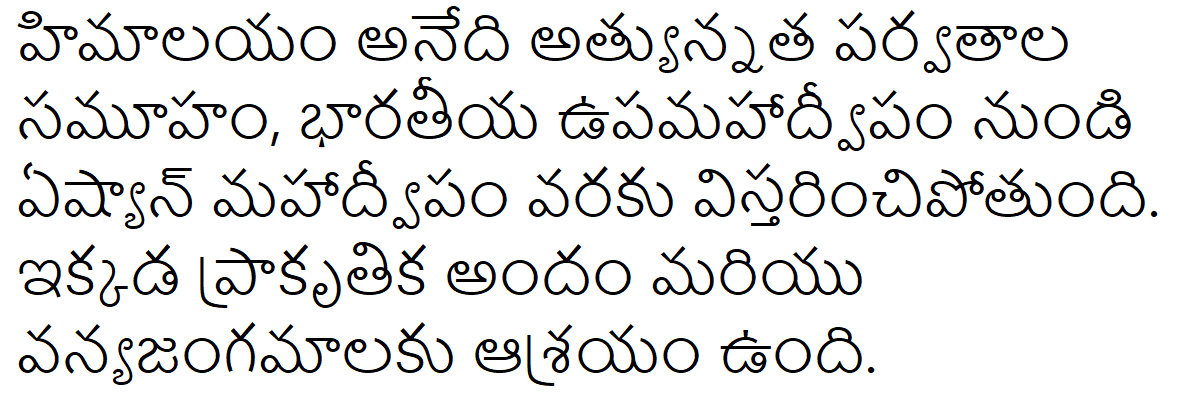 హిమాలయం అనేది అత్యున్నత పర్వతాల
సమూహం, భారతీయ ఉపమహాద్వీపం నుండి
ఏష్యాన్ మహాద్వీపం వరకు విస్తరించిపోతుంది.
ఇక్కడ ప్రాకృతిక అందం మరియు
వన్యజంగమాలకు ఆశ్రయం ఉంది.